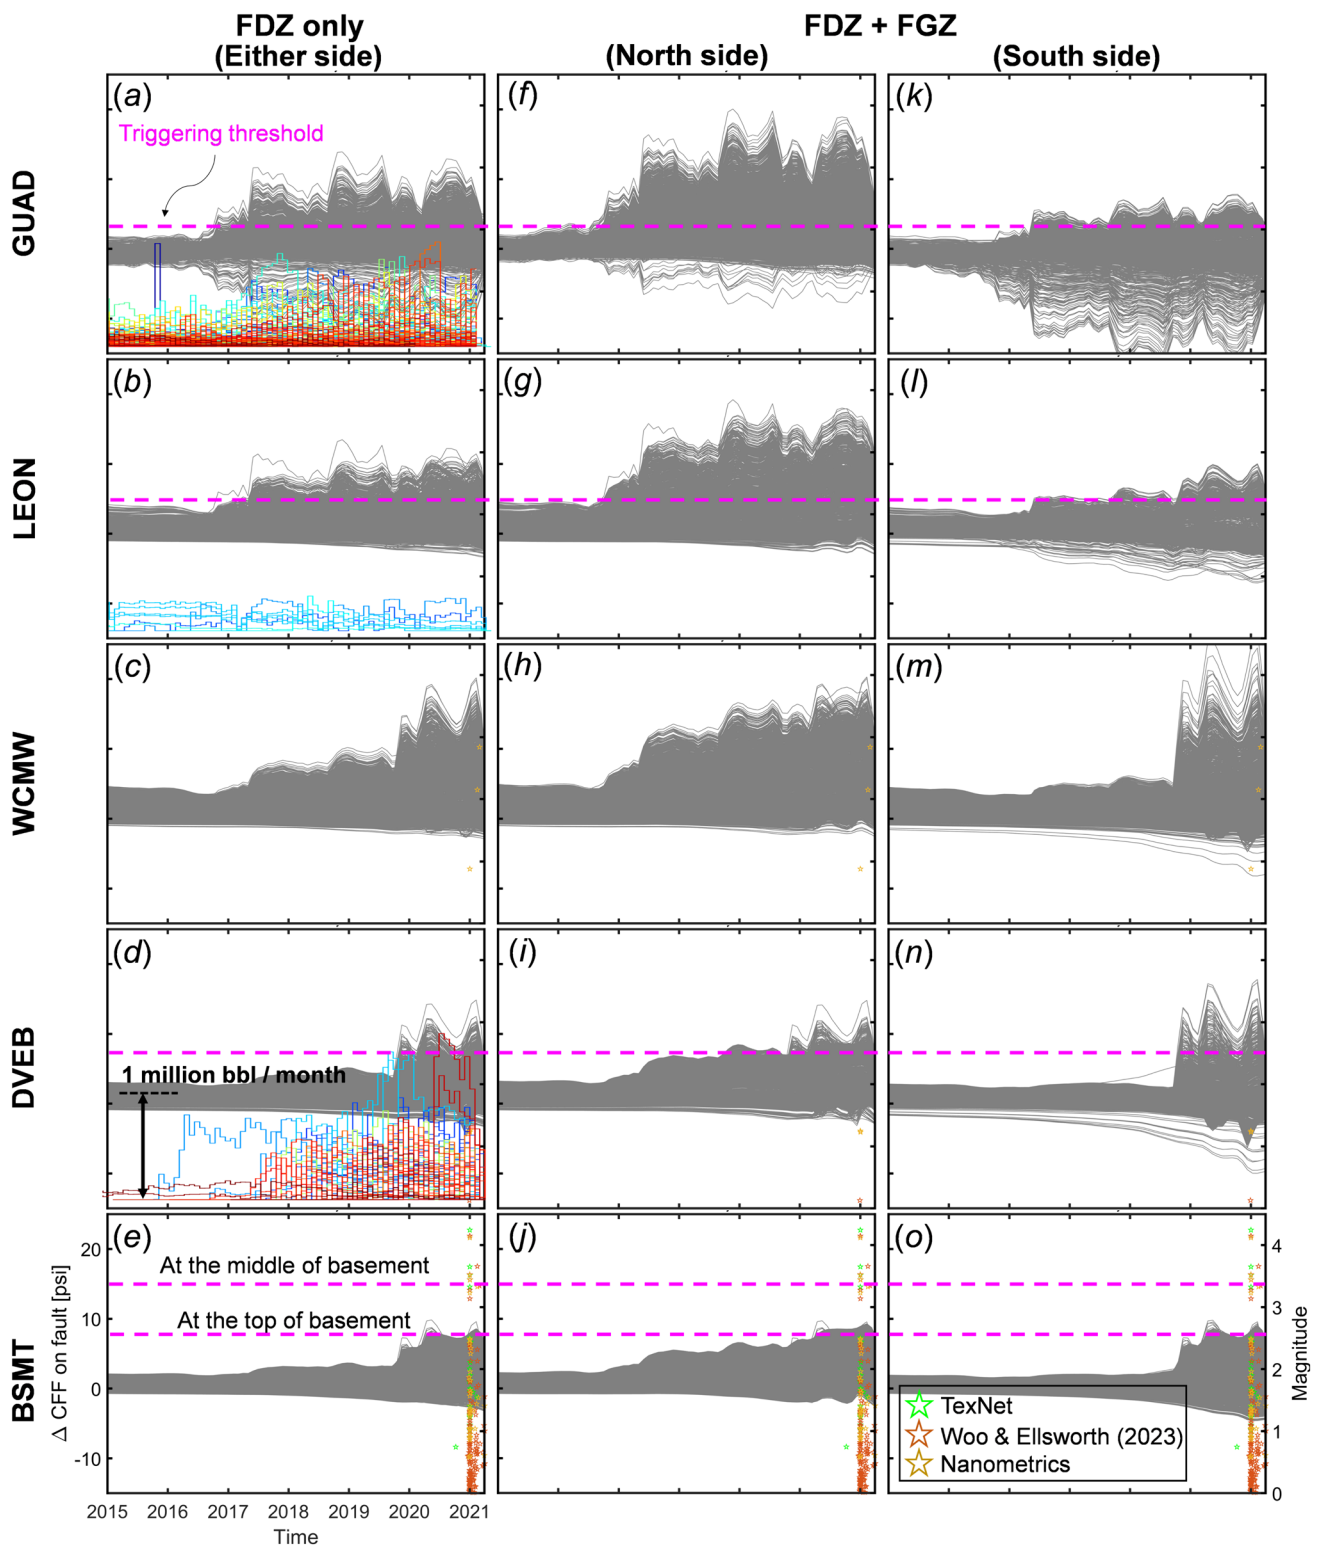 FDZ only
(Either side)
FDZ + FGZ
(North side)
(South side)
GUAD
(a)
Triggering threshold
(f)
(k)
LEON
(b)
(g)
(l)
WCMW
(c)
(h)
(m)
DVEB
(d)
1 million bbl / month
(i)
(n)
BSMT
(e)
At the middle of basement
At the top of basement
(j)
(o)
TexNet
Woo & Ellsworth (2023)
Nanometrics
Δ CFF on fault [psi]
20
10
0
-10
4
3
2
1
0
Magnitude
2015 2016 2017 2018 2019 2020 2021
Time